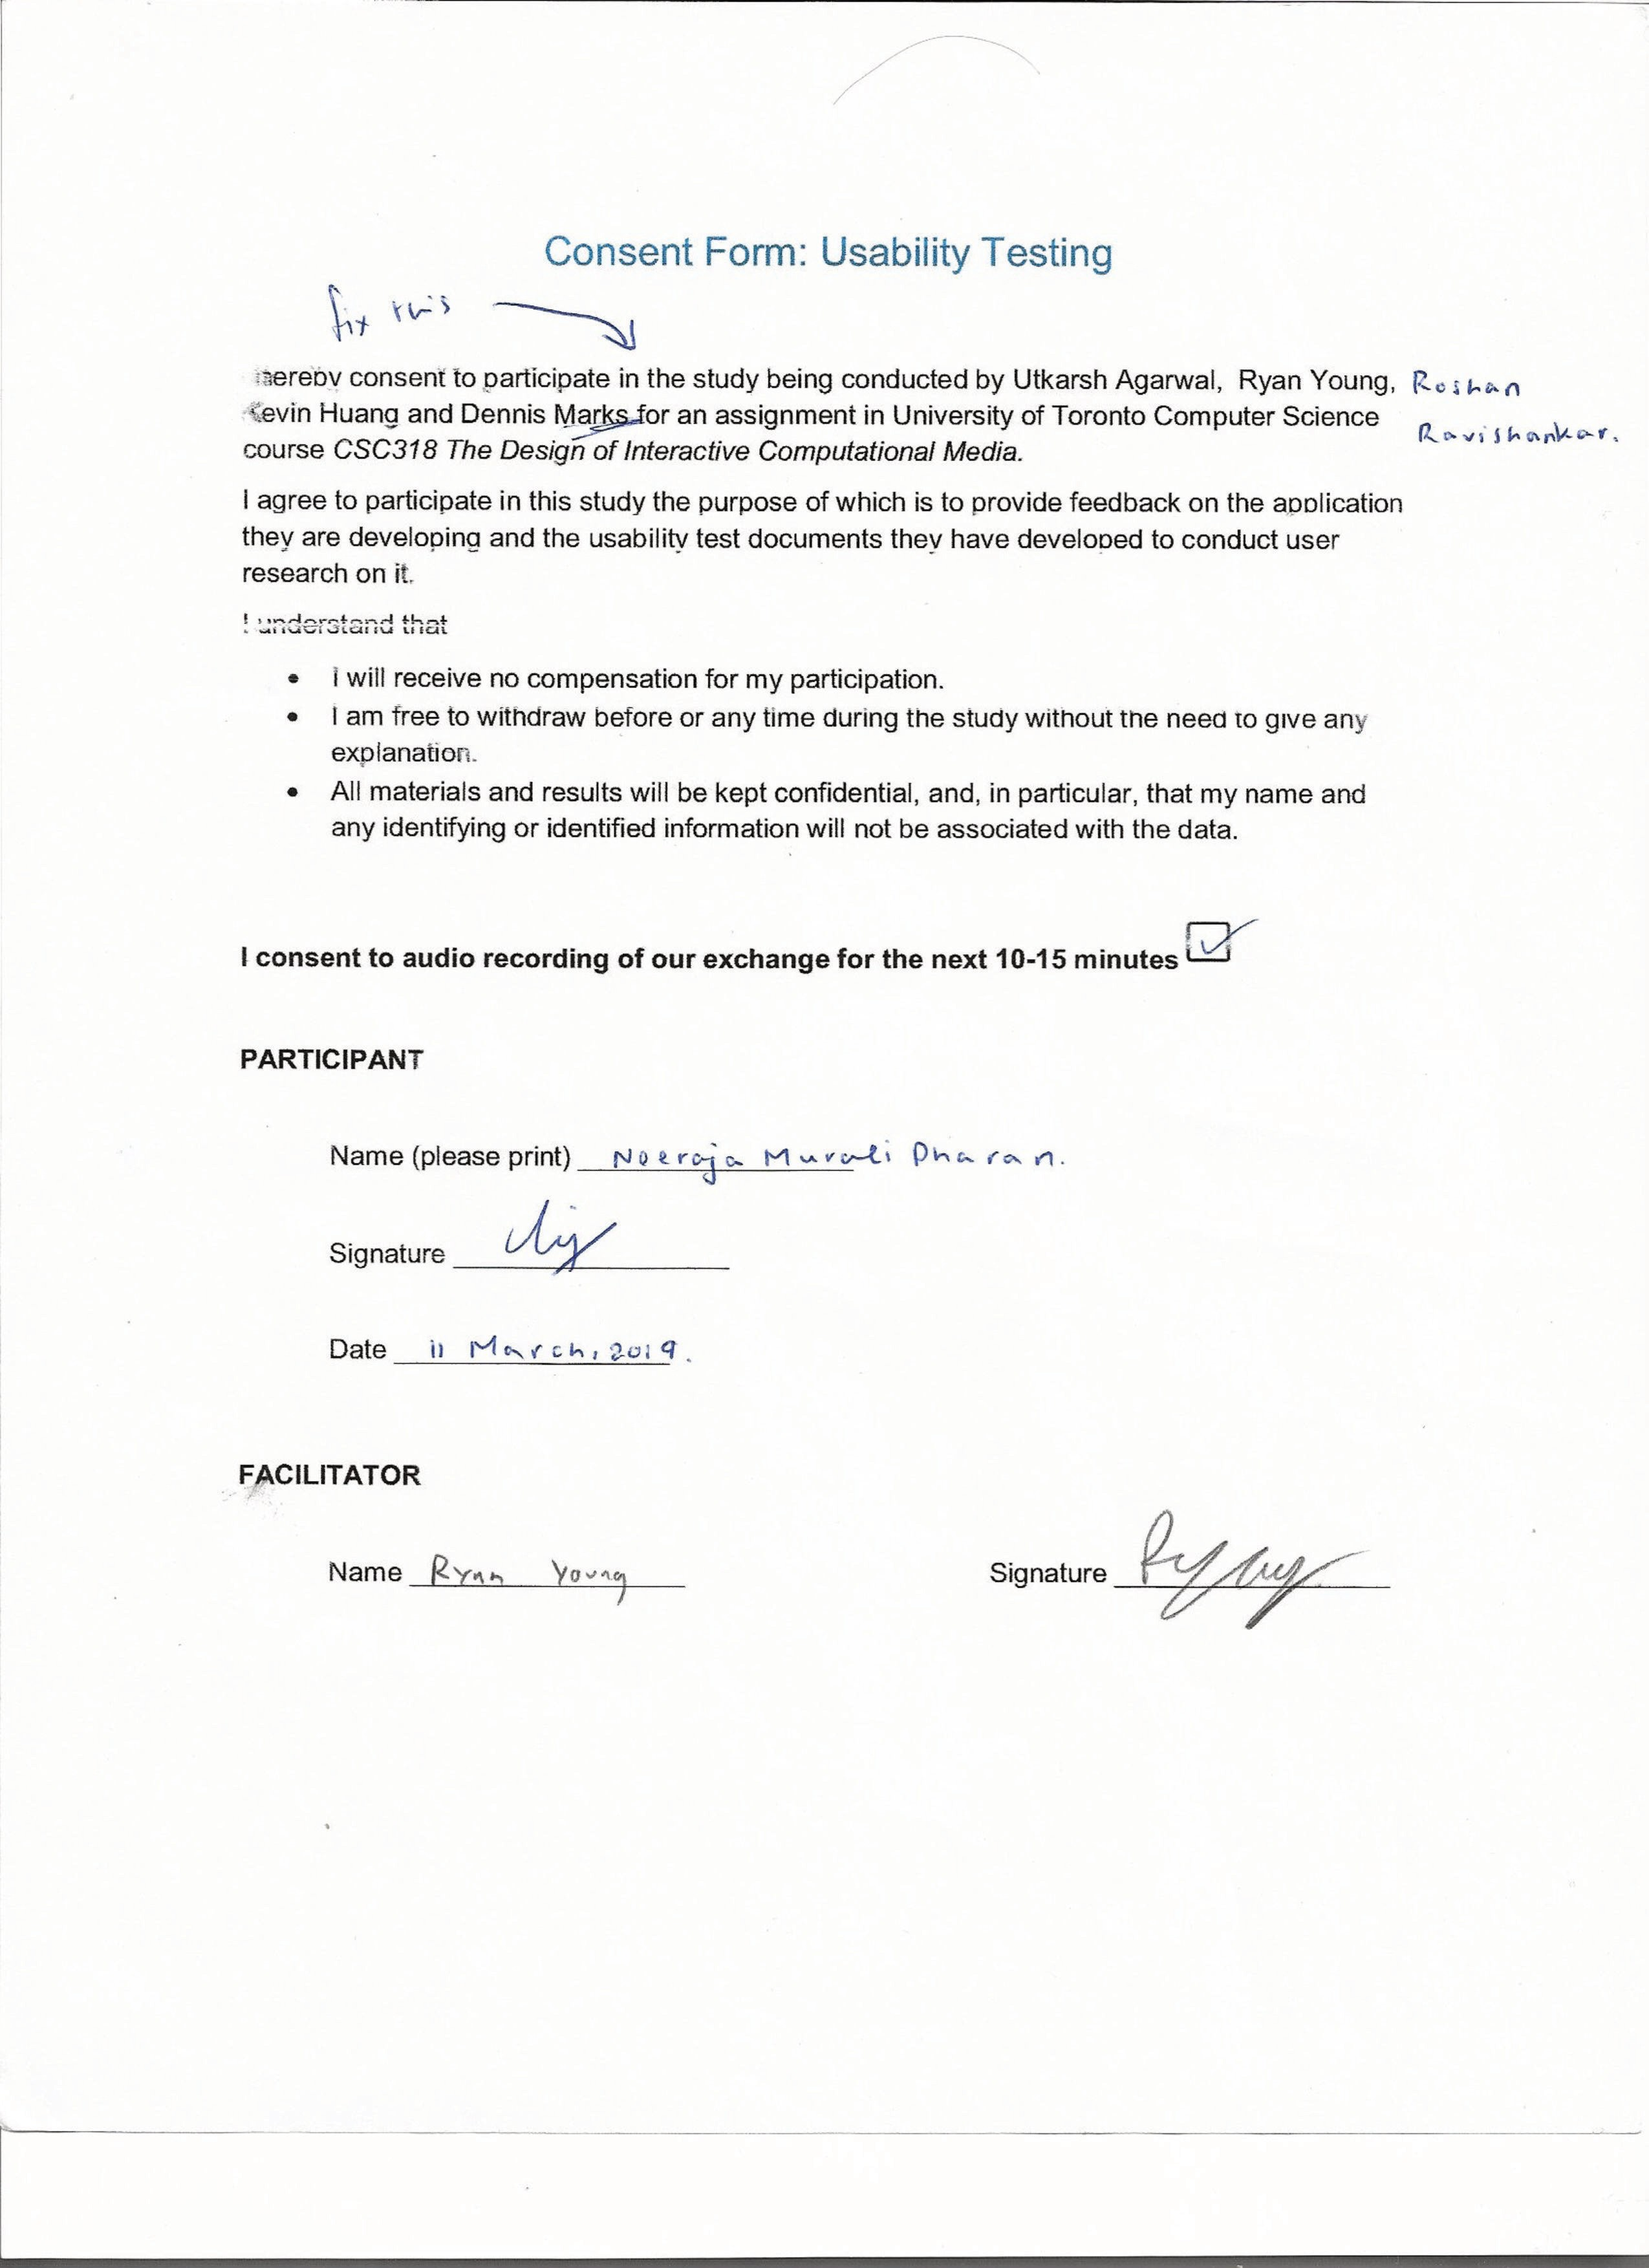 Consent Form: Usability Testing
fix this
hereby consent to participate in the study being conducted by Utkarsh Agarwal, Ryan Young, Roshan
Kevin Huang and Dennis Marks for an assignment in University of Toronto Computer Science Ravishankar.
course CSC318 The Design of Interactive Computational Media.
I agree to participate in this study the purpose of which is to provide feedback on the application
they are developing and the usability test documents they have developed to conduct user
research on it.
I understand that
• I will receive no compensation for my participation.
• I am free to withdraw before or any time during the study without the need to give any
explanation.
• All materials and results will be kept confidential, and, in particular, that my name and
any identifying or identified information will not be associated with the data.
I consent to audio recording of our exchange for the next 10-15 minutes
PARTICIPANT
Name (please print) Neeraja Murali Dharan.
Signature
Date 11 March, 2019.
FACILITATOR
Name Ryan Young Signature